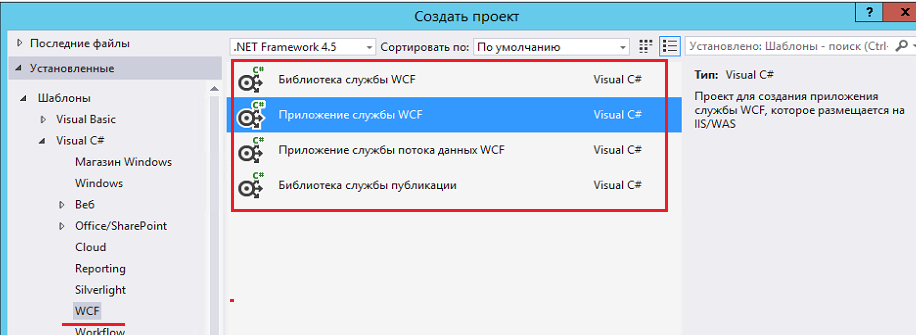 Создать проект
?
Последние файлы
.NET Framework 4.5
Сортировать по:
По умолчанию
Установлено: Шаблоны - поиск (Ctrl-
Установленные
Шаблоны
Visual Basic
Visual C#
Магазин Windows
Windows
Веб
Office/SharePoint
Cloud
Reporting
Silverlight
WCF
Workflow
C#
Библиотека службы WCF
Visual C#
C#
Приложение службы WCF
Visual C#
C#
Приложение службы потока данных WCF
Visual C#
C#
Библиотека службы публикации
Visual C#
Тип: Visual C#
Проект для создания приложения
службы WCF, которое размещается на
IIS/WAS